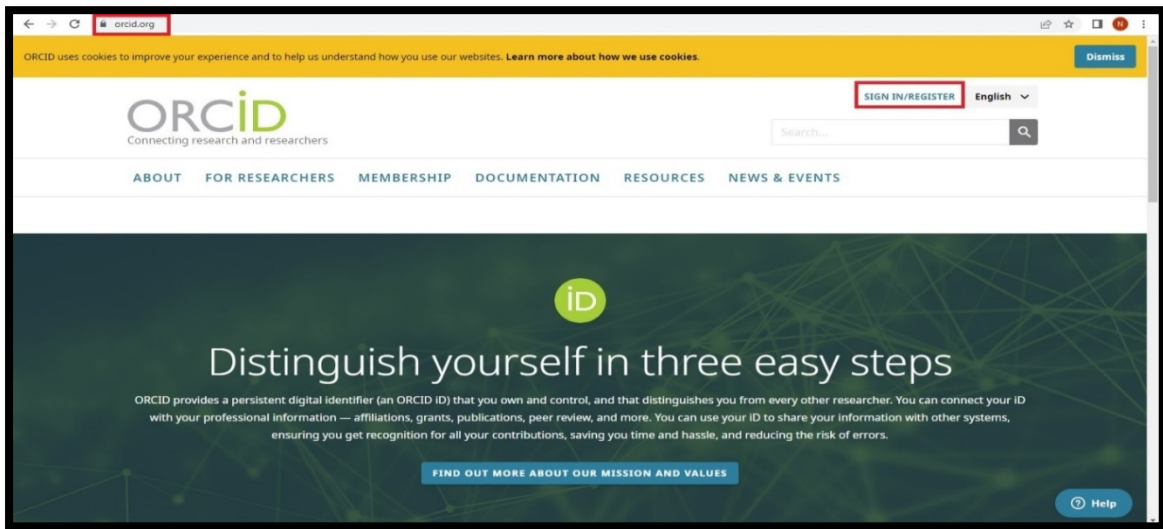 orcid.org
N
ORCID uses cookies to improve your experience and to help us understand how you use our websites. Learn more about how we use cookies.
Dismiss
SIGN IN/REGISTER
English
ORCID
Connecting research and researchers
Search...
ABOUT FOR RESEARCHERS MEMBERSHIP DOCUMENTATION RESOURCES NEWS & EVENTS
iD
Distinguish yourself in three easy steps
ORCID provides a persistent digital identifier (an ORCID iD) that you own and control, and that distinguishes you from every other researcher. You can connect your iD
with your professional information — affiliations, grants, publications, peer review, and more. You can use your iD to share your information with other systems,
ensuring you get recognition for all your contributions, saving you time and hassle, and reducing the risk of errors.
FIND OUT MORE ABOUT OUR MISSION AND VALUES
Help